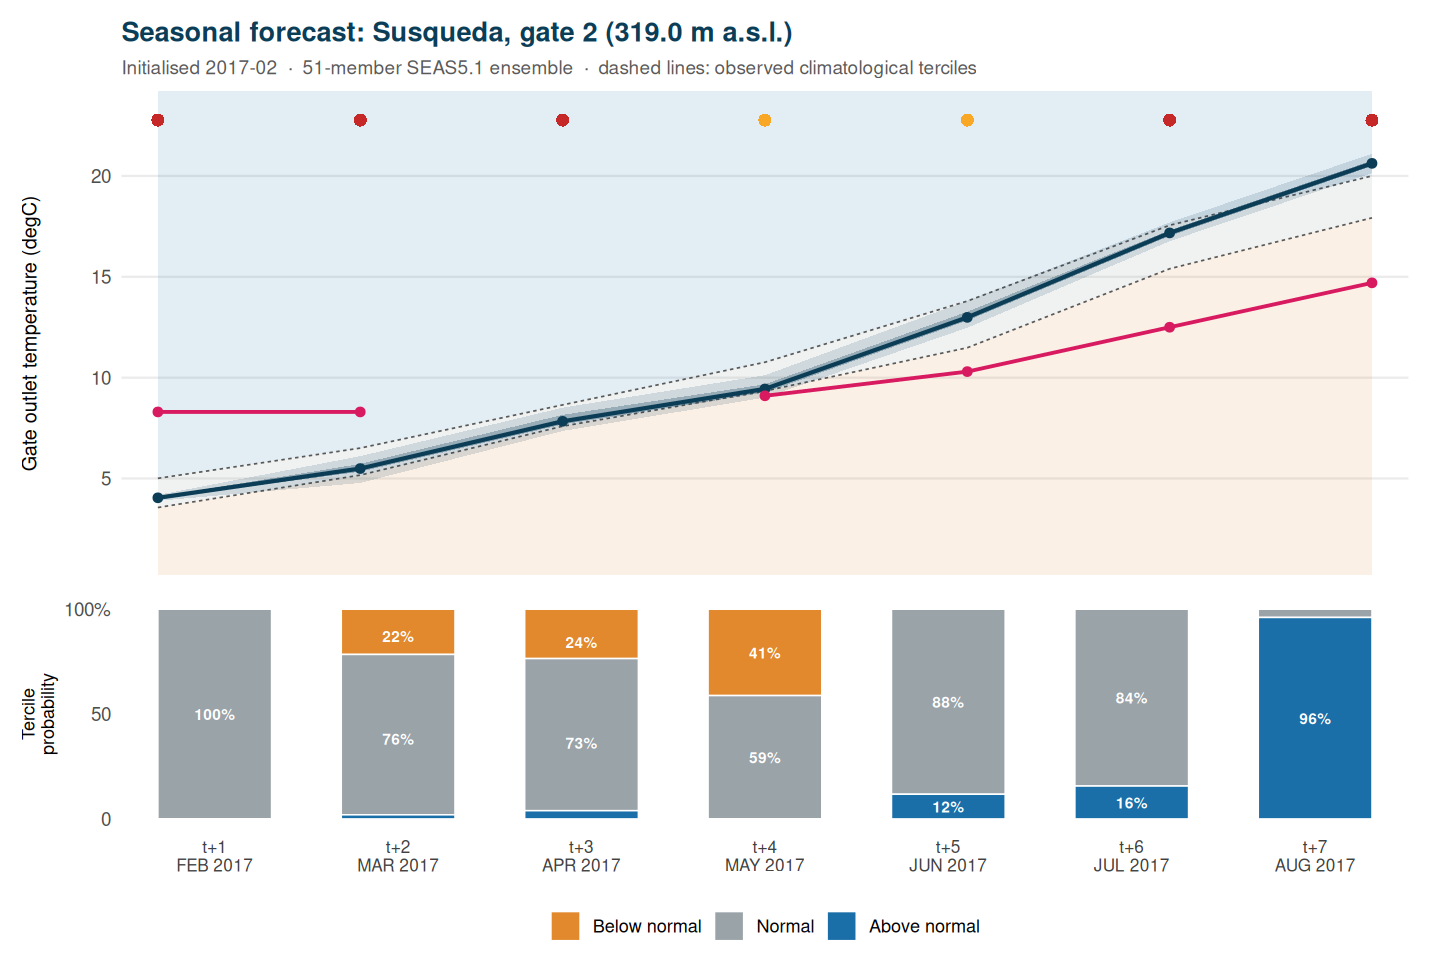 Seasonal forecast: Susqueda, gate 2 (319.0 m a.s.l.)
Initialised 2017-02 · 51-member SEAS5.1 ensemble · dashed lines: observed climatological terciles
Gate outlet temperature (degC)
20
15
10
5
Tercile
probability
100%
50
0
100%
22%
76%
24%
73%
41%
59%
88%
12%
84%
16%
96%
t+1
FEB 2017
t+2
MAR 2017
t+3
APR 2017
t+4
MAY 2017
t+5
JUN 2017
t+6
JUL 2017
t+7
AUG 2017
Below normal
Normal
Above normal